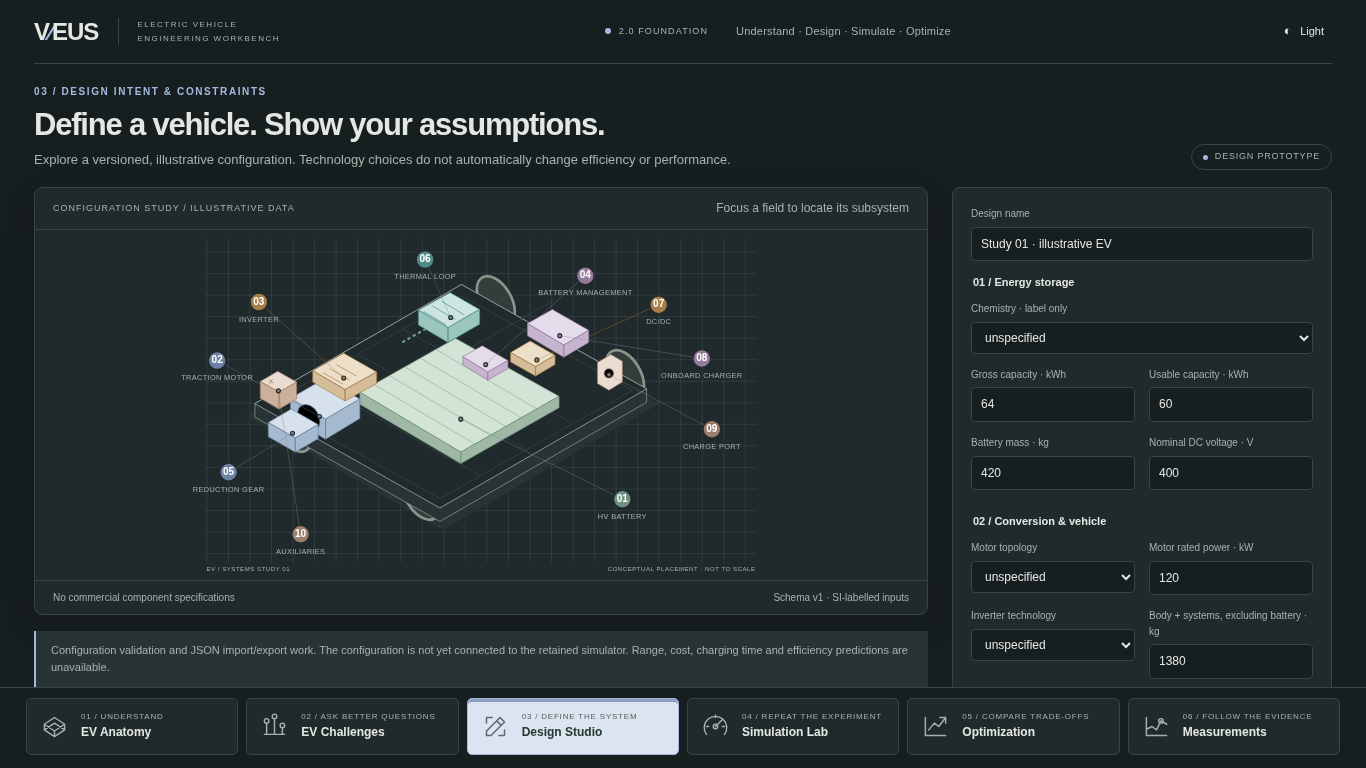 VÆUS
ELECTRIC VEHICLE
ENGINEERING WORKBENCH
2.0 FOUNDATION
Understand · Design · Simulate · Optimize
Light
03 / DESIGN INTENT & CONSTRAINTS
Define a vehicle. Show your assumptions.
Explore a versioned, illustrative configuration. Technology choices do not automatically change efficiency or performance.
DESIGN PROTOTYPE
CONFIGURATION STUDY / ILLUSTRATIVE DATA
Focus a field to locate its subsystem
06
THERMAL LOOP
04
BATTERY MANAGEMENT
03
INVERTER
07
DC/DC
02
TRACTION MOTOR
08
ONBOARD CHARGER
09
CHARGE PORT
05
REDUCTION GEAR
01
HV BATTERY
10
AUXILIARIES
EV / SYSTEMS STUDY 01
CONCEPTUAL PLACEMENT · NOT TO SCALE
No commercial component specifications
Schema v1 · SI-labelled inputs
Configuration validation and JSON import/export work. The configuration is not yet connected to the retained simulator. Range, cost, charging time and efficiency predictions are
unavailable.
Design name
Study 01 · illustrative EV
01 / Energy storage
Chemistry · label only
unspecified
Gross capacity · kWh
Usable capacity · kWh
64
60
Battery mass · kg
Nominal DC voltage · V
420
400
02 / Conversion & vehicle
Motor topology
Motor rated power · kW
unspecified
120
Inverter technology
Body + systems, excluding battery ·
kg
unspecified
1380
01 / UNDERSTAND
EV Anatomy
02 / ASK BETTER QUESTIONS
EV Challenges
03 / DEFINE THE SYSTEM
Design Studio
04 / REPEAT THE EXPERIMENT
Simulation Lab
05 / COMPARE TRADE-OFFS
Optimization
06 / FOLLOW THE EVIDENCE
Measurements